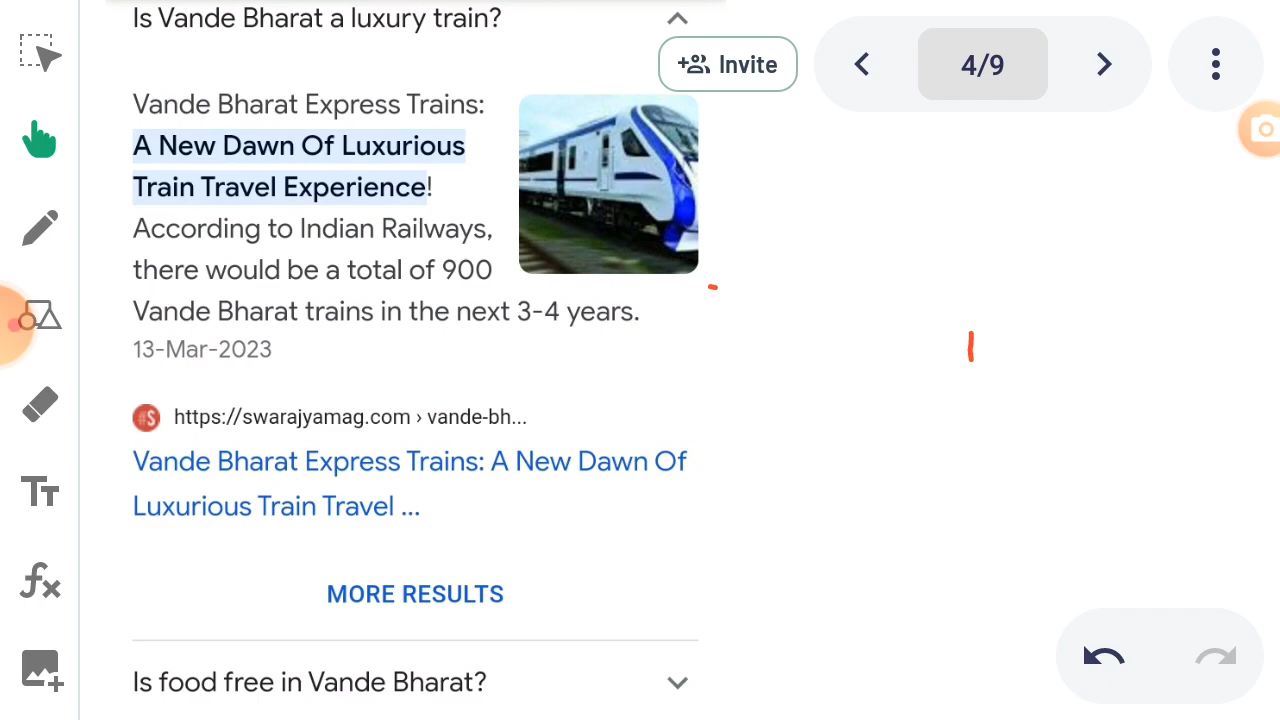 Is Vande Bharat a luxury train?
Invite
4/9
Vande Bharat Express Trains:
A New Dawn Of Luxurious
Train Travel Experience!
According to Indian Railways,
there would be a total of 900
Vande Bharat trains in the next 3-4 years.
13-Mar-2023
#S https://swarajyamag.com › vande-bh...
Vande Bharat Express Trains: A New Dawn Of
Luxurious Train Travel ...
MORE RESULTS
Is food free in Vande Bharat?
TT
fx